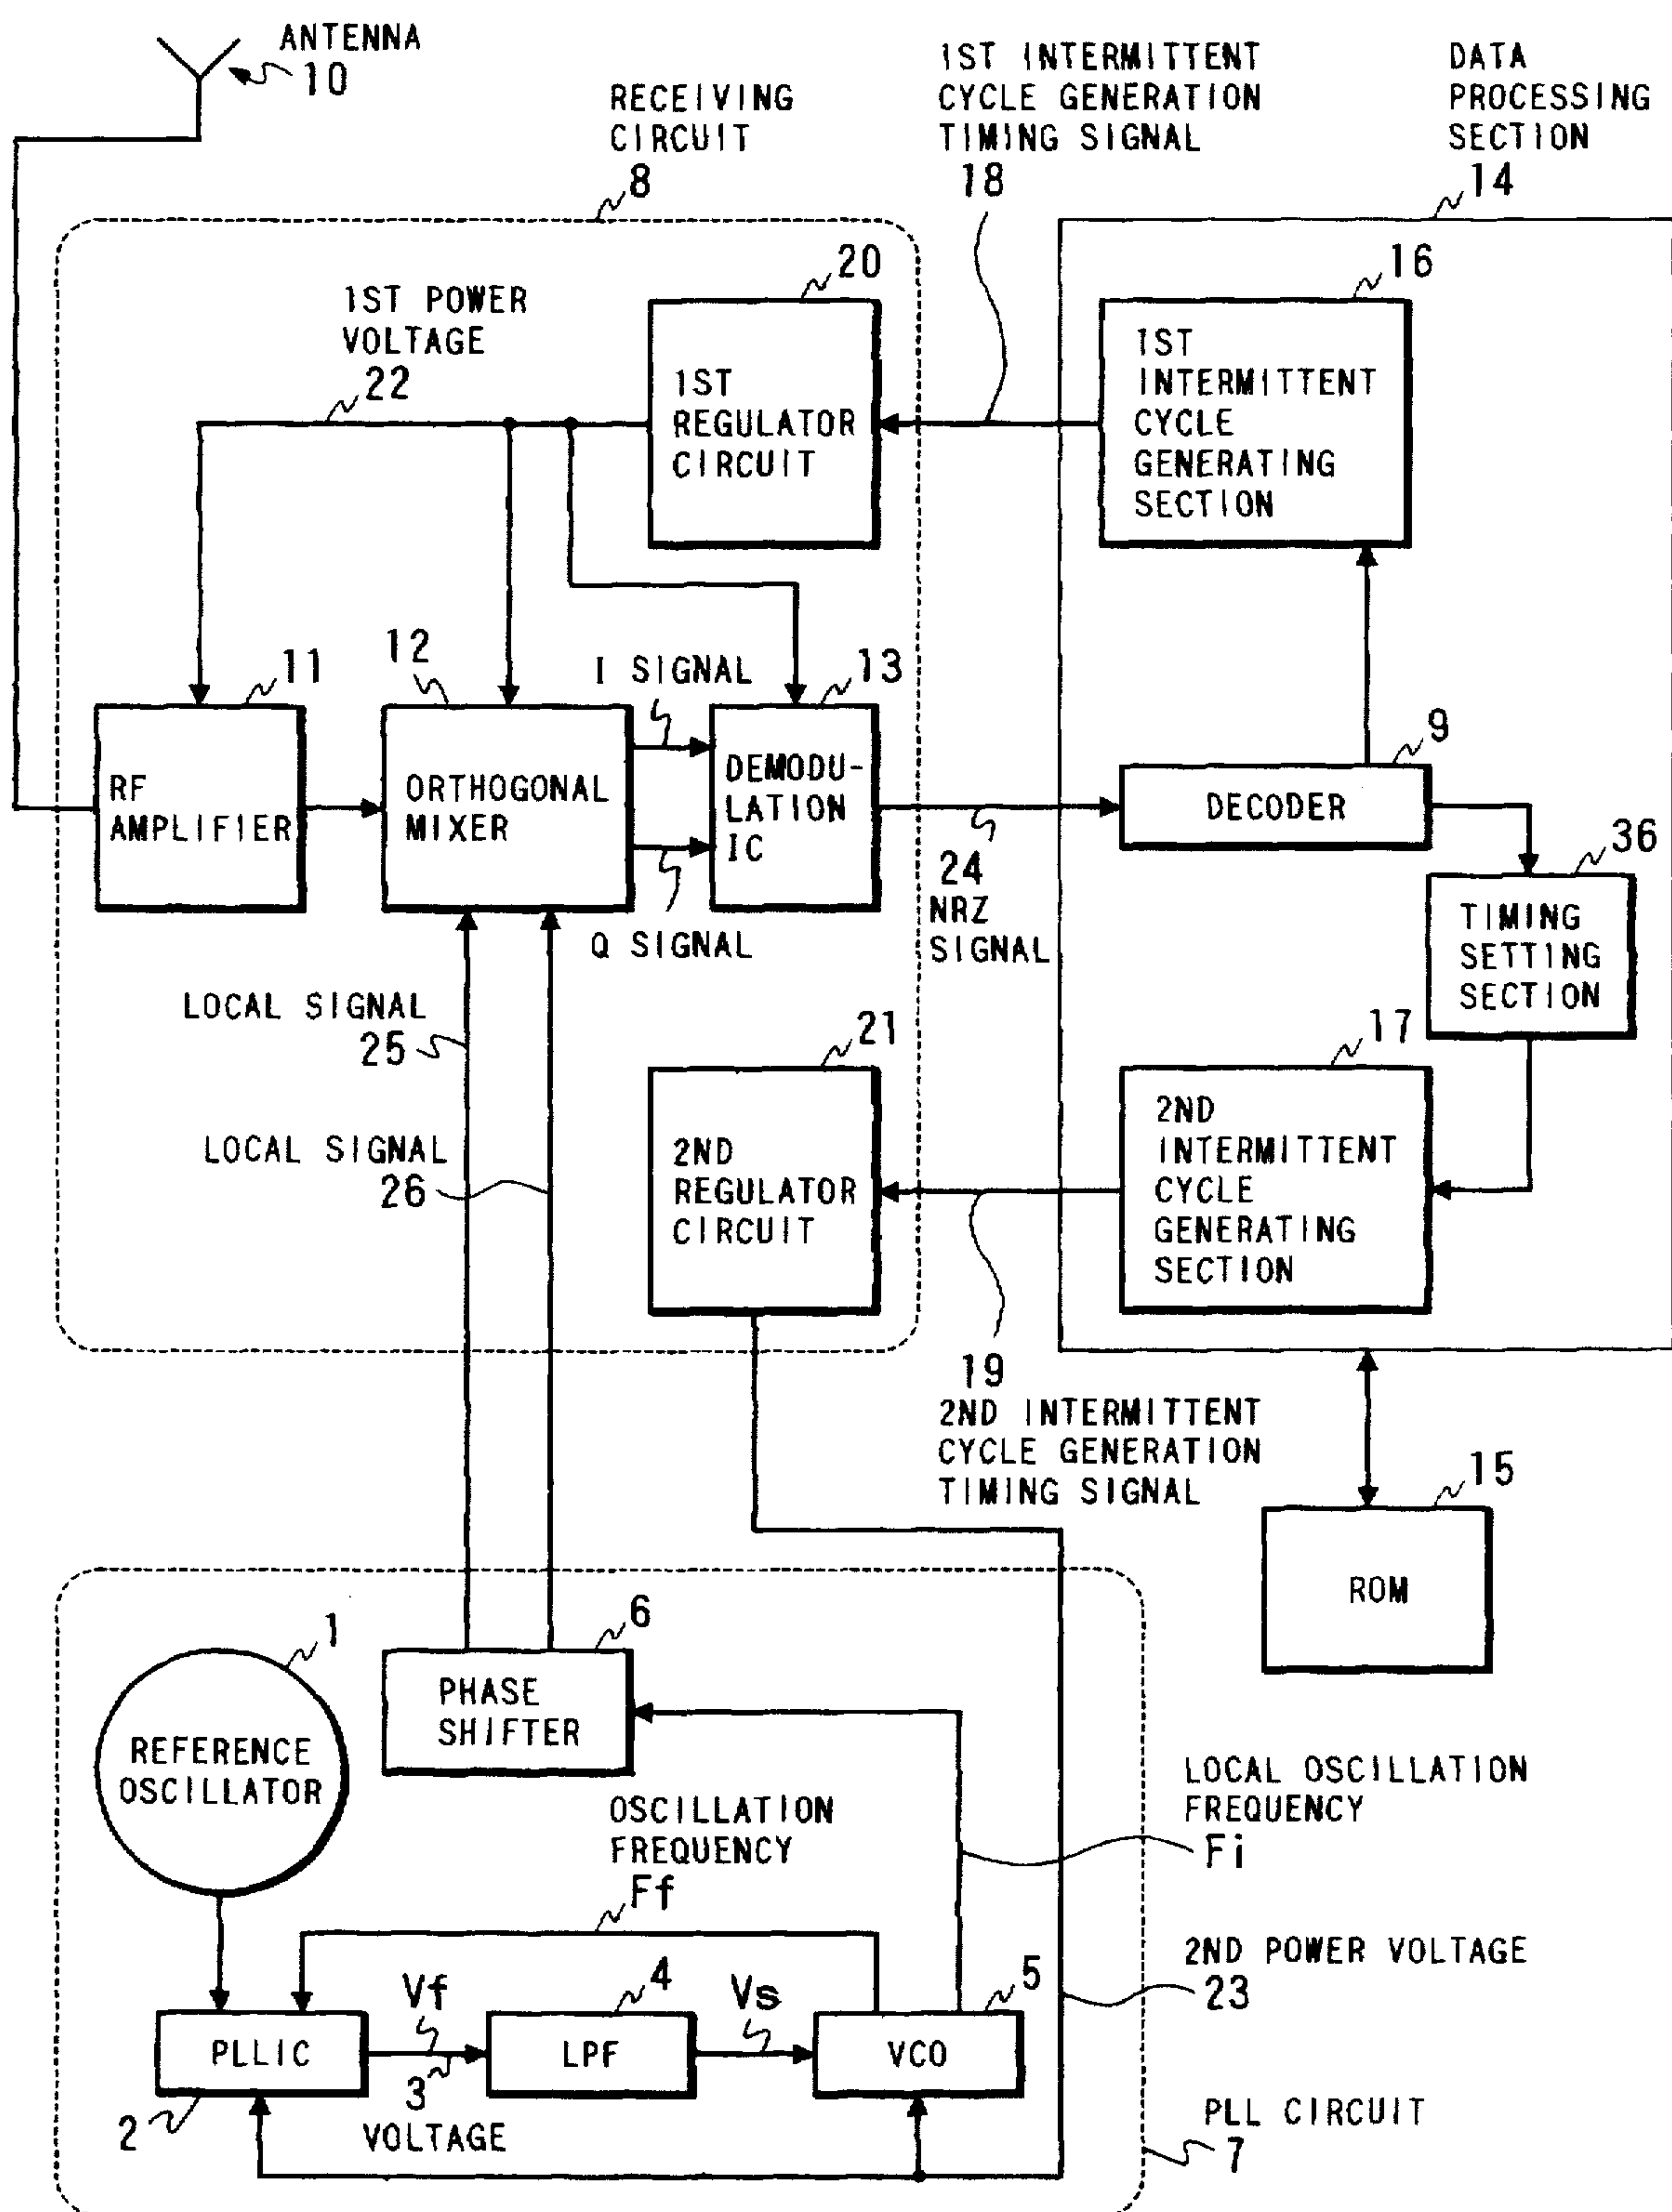 ANTENNA
10
RECEIVING
CIRCUIT
8
1ST INTERMITTENT
CYCLE GENERATION
TIMING SIGNAL
18
DATA
PROCESSING
SECTION
14
1ST POWER
VOLTAGE
22
20
1ST
REGULATOR
CIRCUIT
16
1ST
INTERMITTENT
CYCLE
GENERATING
SECTION
11
RF
AMPLIFIER
12
ORTHOGONAL
MIXER
I SIGNAL
Q SIGNAL
13
DEMODU-
LATION
IC
24
NRZ
SIGNAL
9
DECODER
36
TIMING
SETTING
SECTION
LOCAL SIGNAL
25
LOCAL SIGNAL
26
21
2ND
REGULATOR
CIRCUIT
17
2ND
INTERMITTENT
CYCLE
GENERATING
SECTION
19
2ND INTERMITTENT
CYCLE GENERATION
TIMING SIGNAL
15
ROM
1
REFERENCE
OSCILLATOR
6
PHASE
SHIFTER
LOCAL OSCILLATION
FREQUENCY
Fi
OSCILLATION
FREQUENCY
Ff
2ND POWER VOLTAGE
23
PLLIC
2
Vf
3
VOLTAGE
4
LPF
Vs
5
VCO
PLL CIRCUIT
7